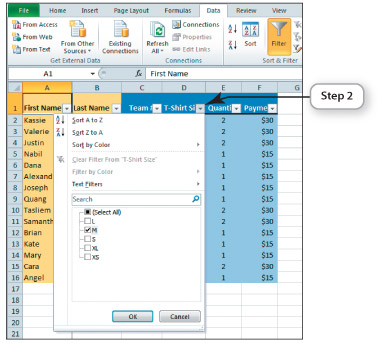 File Home Insert Page Layout Formulas Data Review View
From Access
From Web
From Text
From Other Sources
Existing Connections
Get External Data
Refresh All
Connections
Properties
Edit Links
Connections
Sort
Filter
Sort & Filter
A1 fx First Name
A B C D E F G
1 First Name Last Name Team T-Shirt Siz Quanti Payme
2 Kassie 2 $30
3 Valerie 2 $30
4 Justin 2 $30
5 Nabil 1 $15
6 Dana 1 $15
7 Alexand 1 $15
8 Joseph 1 $15
9 Quang 1 $15
10 Tasliem 2 $30
11 Samanth 2 $30
12 Brian 1 $15
13 Kate 1 $15
14 Mary 1 $15
15 Cara 2 $30
16 Angel 1 $15
17
18
19
20
21
Sort A to Z
Sort Z to A
Sort by Color
Clear Filter From 'T-Shirt Size'
Filter by Color
Text Filters
Search
(Select All)
L
M
S
XL
XS
OK Cancel
Step 2